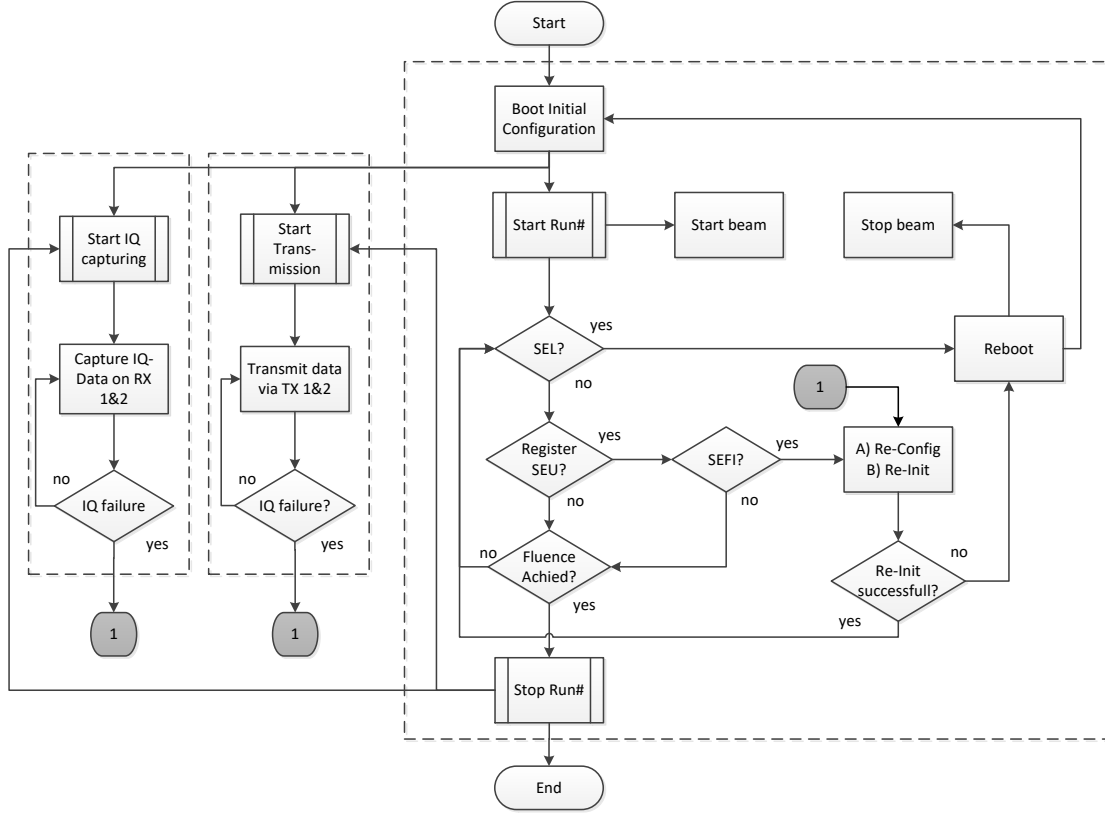 Start
Boot Initial
Configuration
Start IQ
capturing
Start
Trans-
mission
Start Run#
Start beam
Stop beam
Capture IQ-
Data on RX
1&2
Transmit data
via TX 1&2
SEL?
yes
no
Reboot
1
Register
SEU?
yes
no
SEFI?
yes
no
A) Re-Config
B) Re-Init
no
IQ failure
yes
no
IQ failure?
yes
no
Fluence
Achied?
yes
Re-Init
successfull?
no
yes
1
1
Stop Run#
End